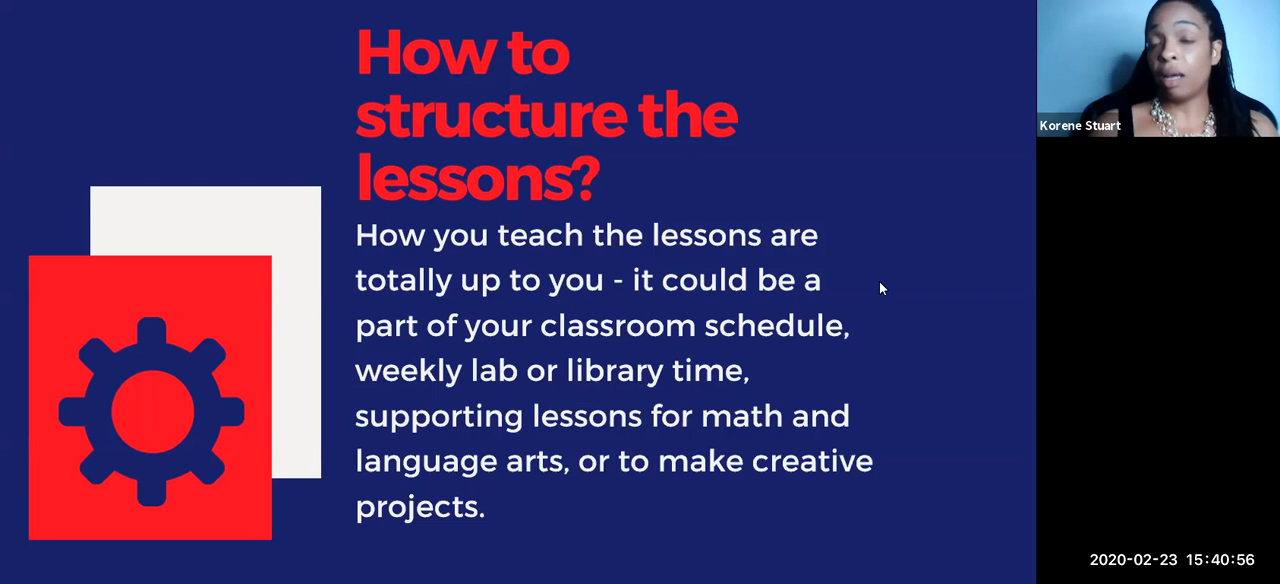 How to
structure the
lessons?
How you teach the lessons are
totally up to you - it could be a
part of your classroom schedule,
weekly lab or library time,
supporting lessons for math and
language arts, or to make creative
projects.
Korene Stuart
2020-02-23 15:40:56